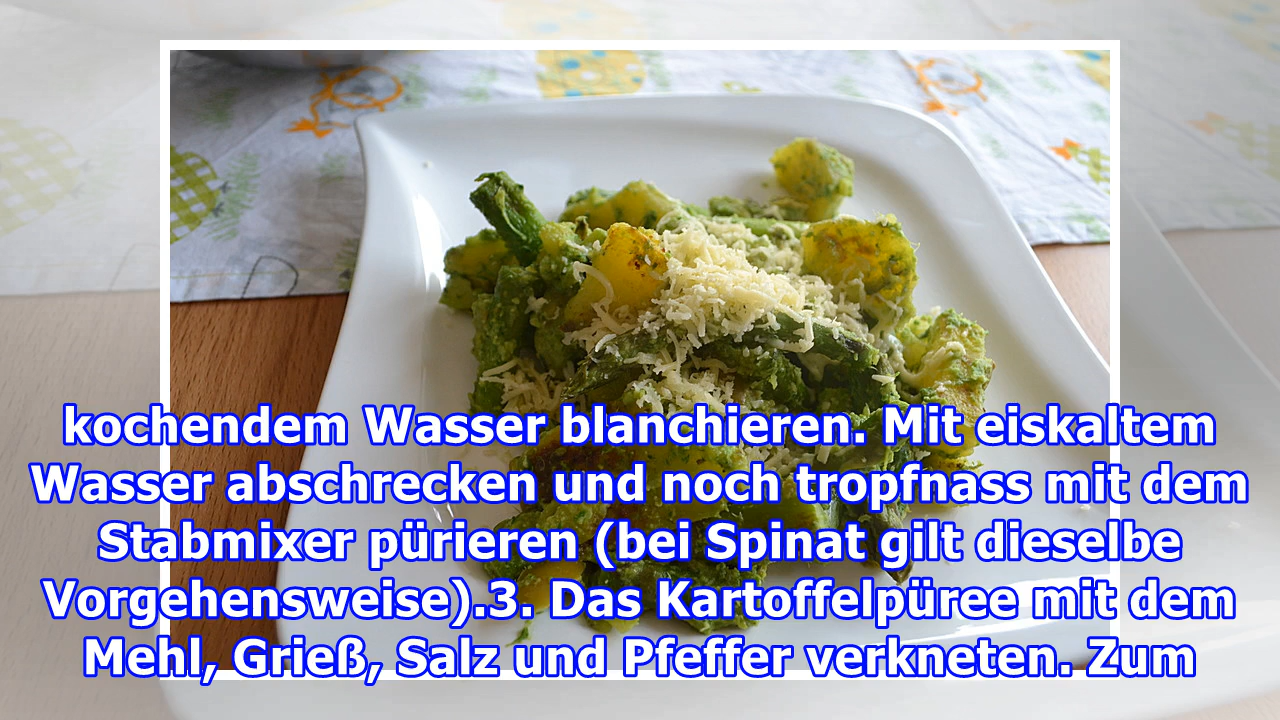 kochendem Wasser blanchieren. Mit eiskaltem
Wasser abschrecken und noch tropfnass mit dem
Stabmixer pürieren (bei Spinat gilt dieselbe
Vorgehensweise).3. Das Kartoffelpüree mit dem
Mehl, Grieß, Salz und Pfeffer verkneten. Zum